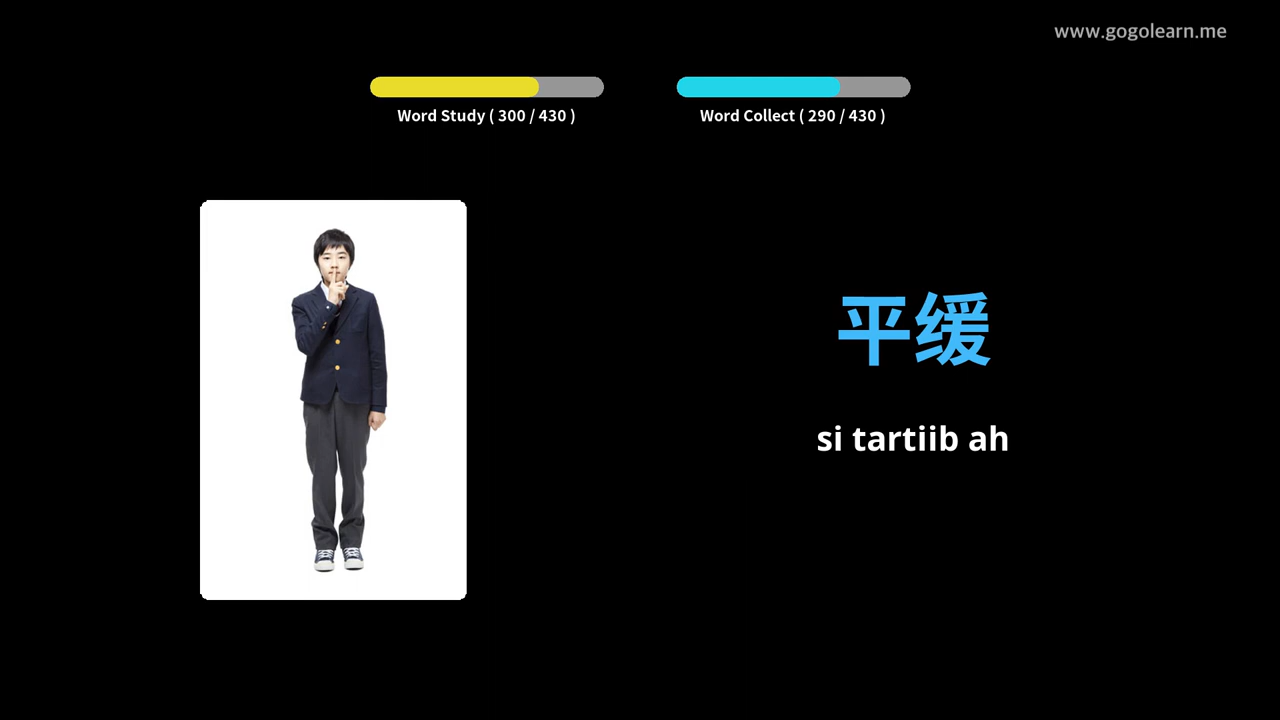 www.gogolearn.me
Word Study ( 300 / 430 )
Word Collect ( 290 / 430 )
平缓
si tartiib ah